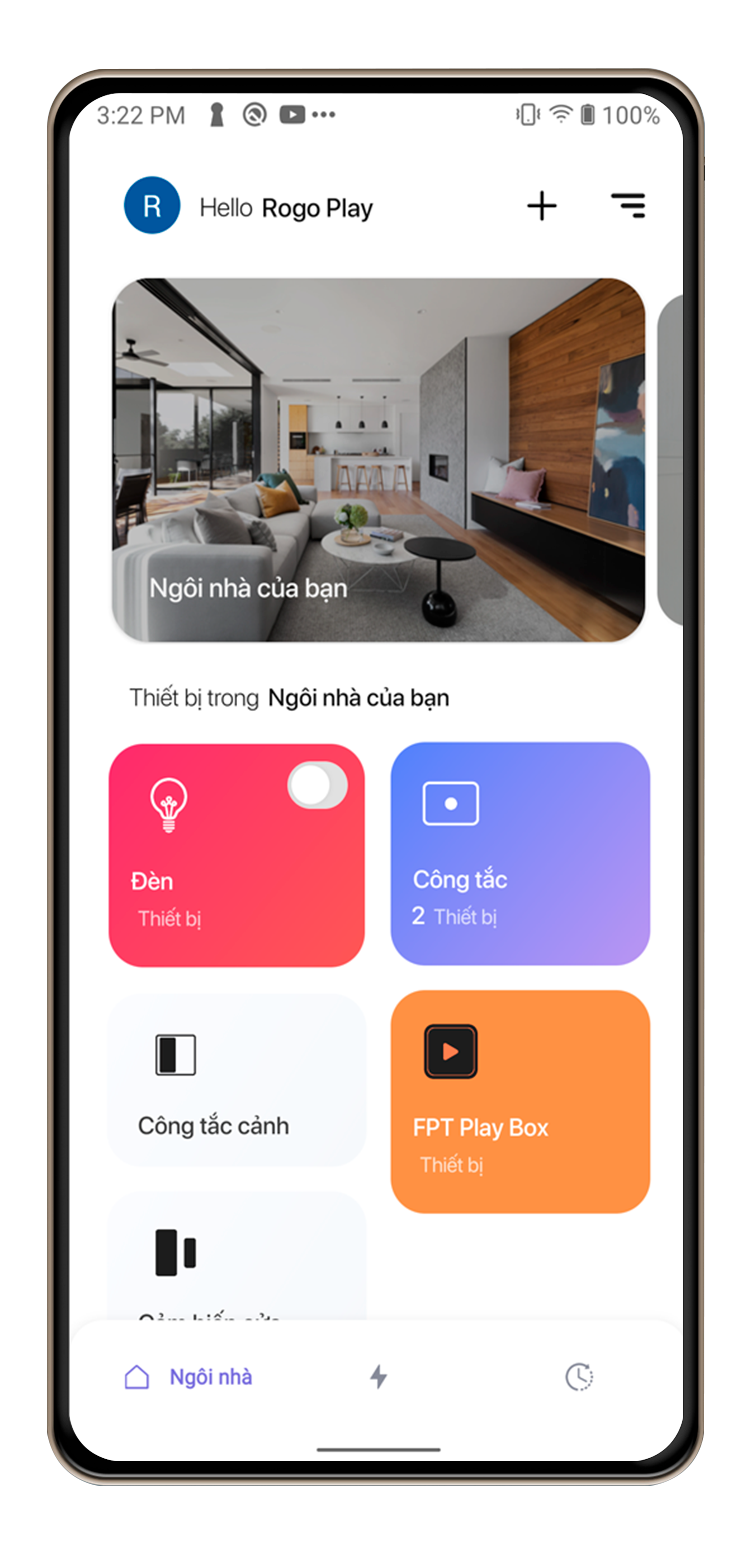 3:22 PM 100%
R Hello Rogo Play
Ngôi nhà của bạn
Thiết bị trong Ngôi nhà của bạn
Đèn
Thiết bị
Công tắc
2 Thiết bị
Công tắc cảnh
FPT Play Box
Thiết bị
Ngôi nhà